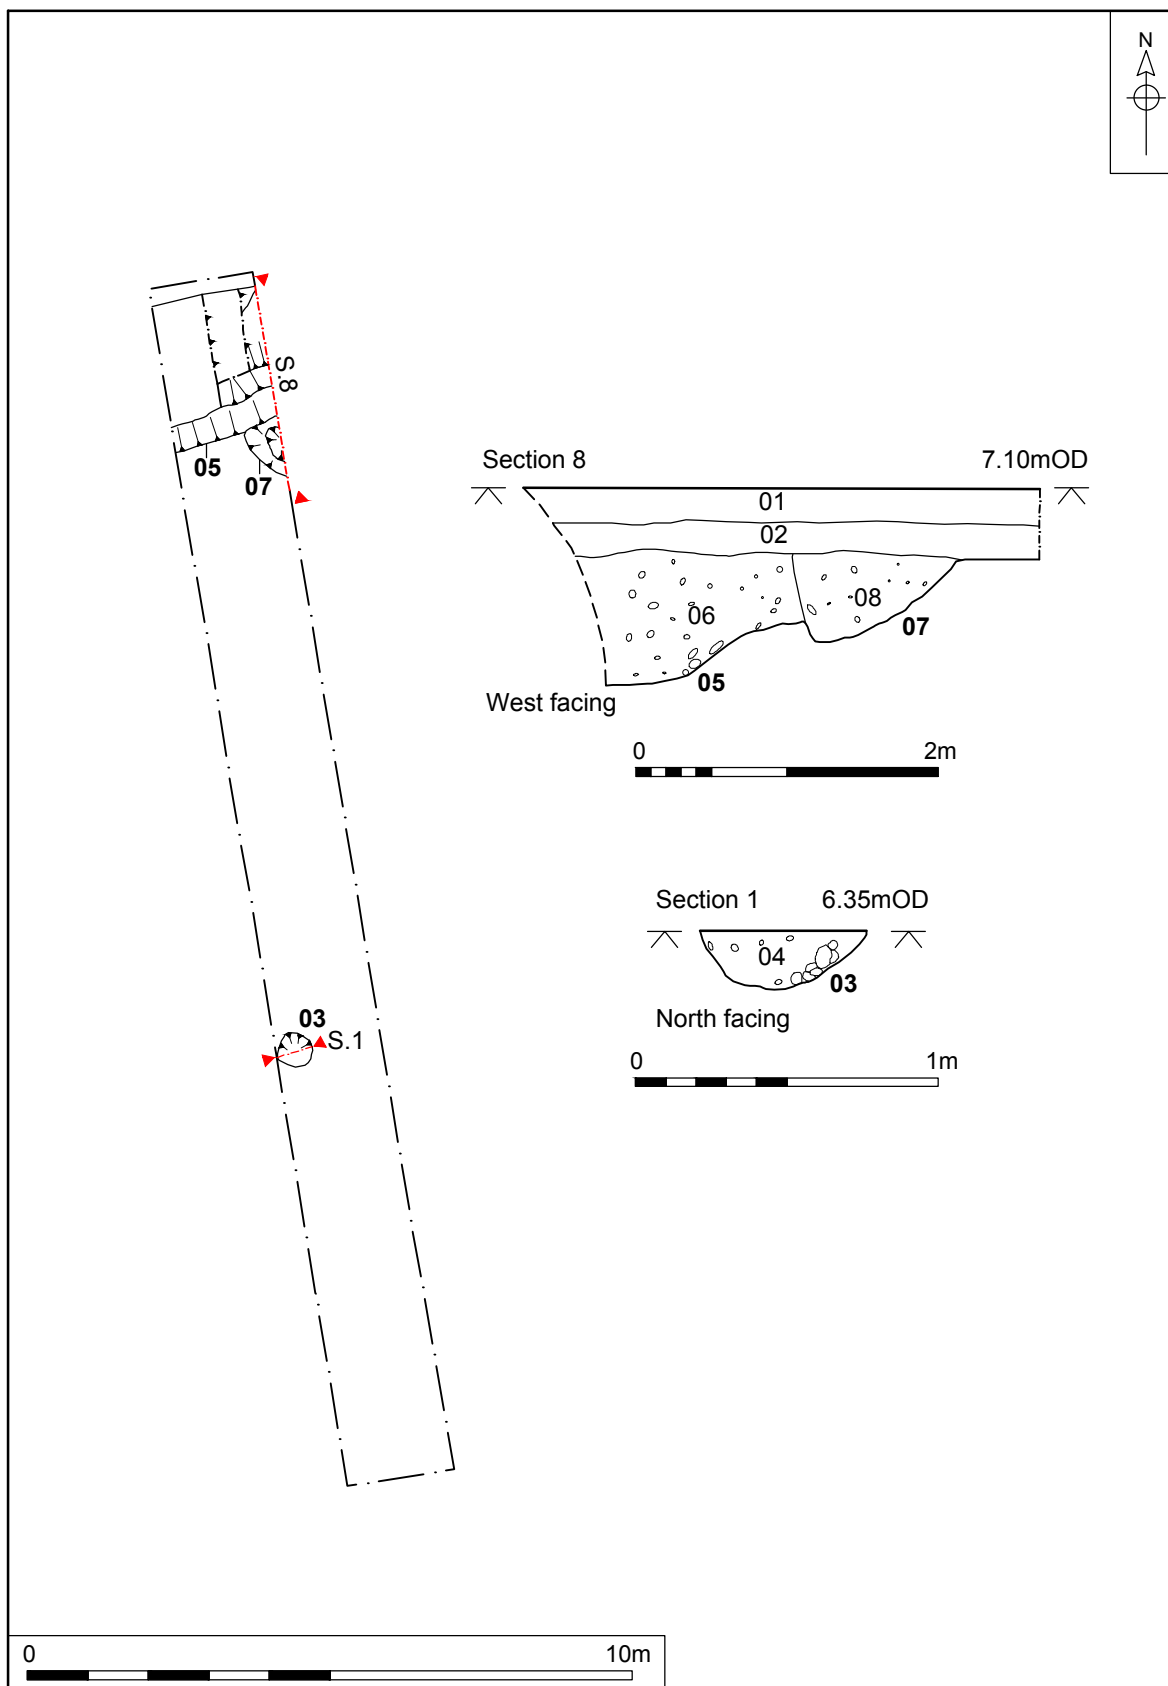 N
S.8
05
07
Section 8 7.10mOD
01
02
06
08
07
05
West facing
0 2m
Section 1 6.35mOD
04
03
North facing
0 1m
03
S.1
0 10m